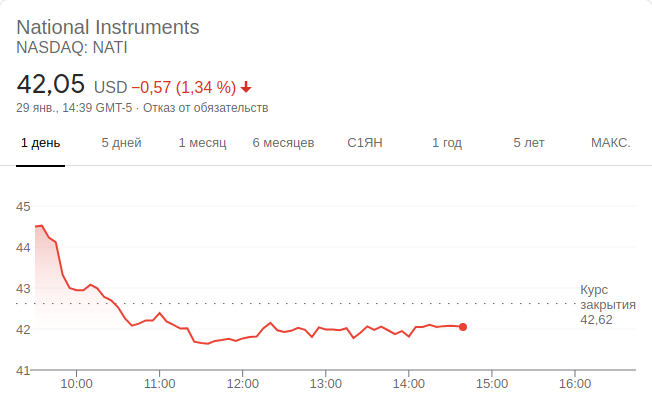 National Instruments
NASDAQ: NATI
42,05 USD −0,57 (1,34 %)
29 янв., 14:39 GMT-5 · Отказ от обязательств
1 день 5 дней 1 месяц 6 месяцев С1ЯН 1 год 5 лет МАКС.
45
44
43
42
41
Курс
закрытия
42,62
10:00 11:00 12:00 13:00 14:00 15:00 16:00